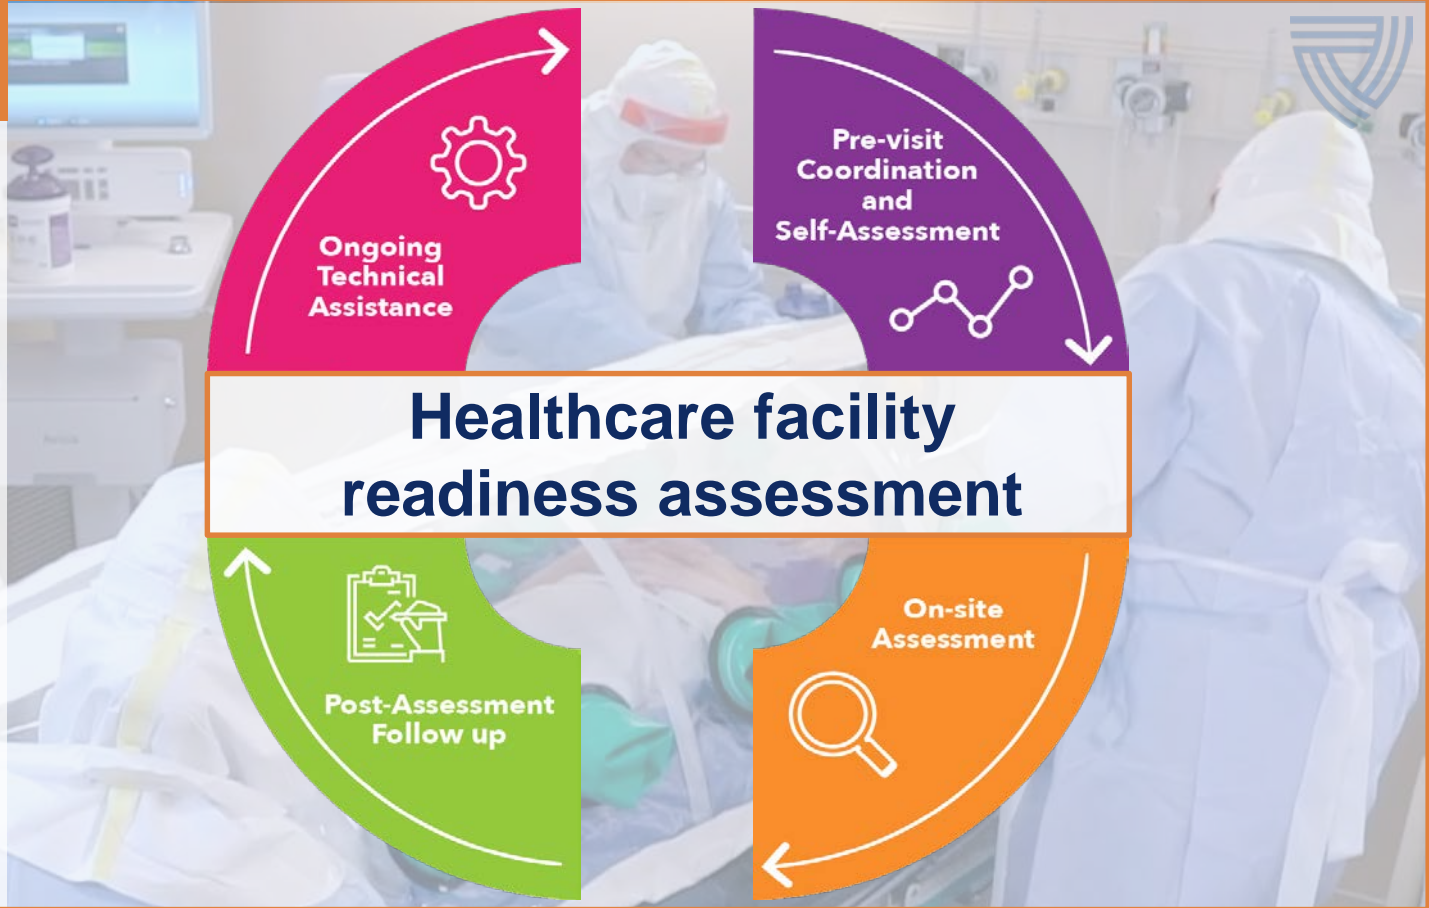 Ongoing
Technical
Assistance
Pre-visit
Coordination
and
Self-Assessment
Healthcare facility
readiness assessment
Post-Assessment
Follow up
On-site
Assessment